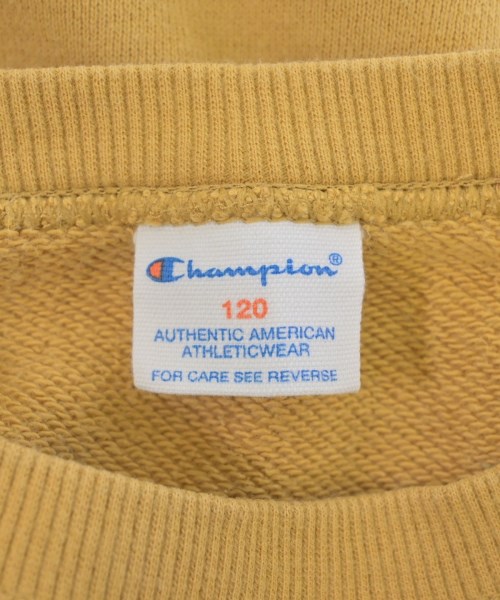 Champion®
120
AUTHENTIC AMERICAN
ATHLETICWEAR
FOR CARE SEE REVERSE